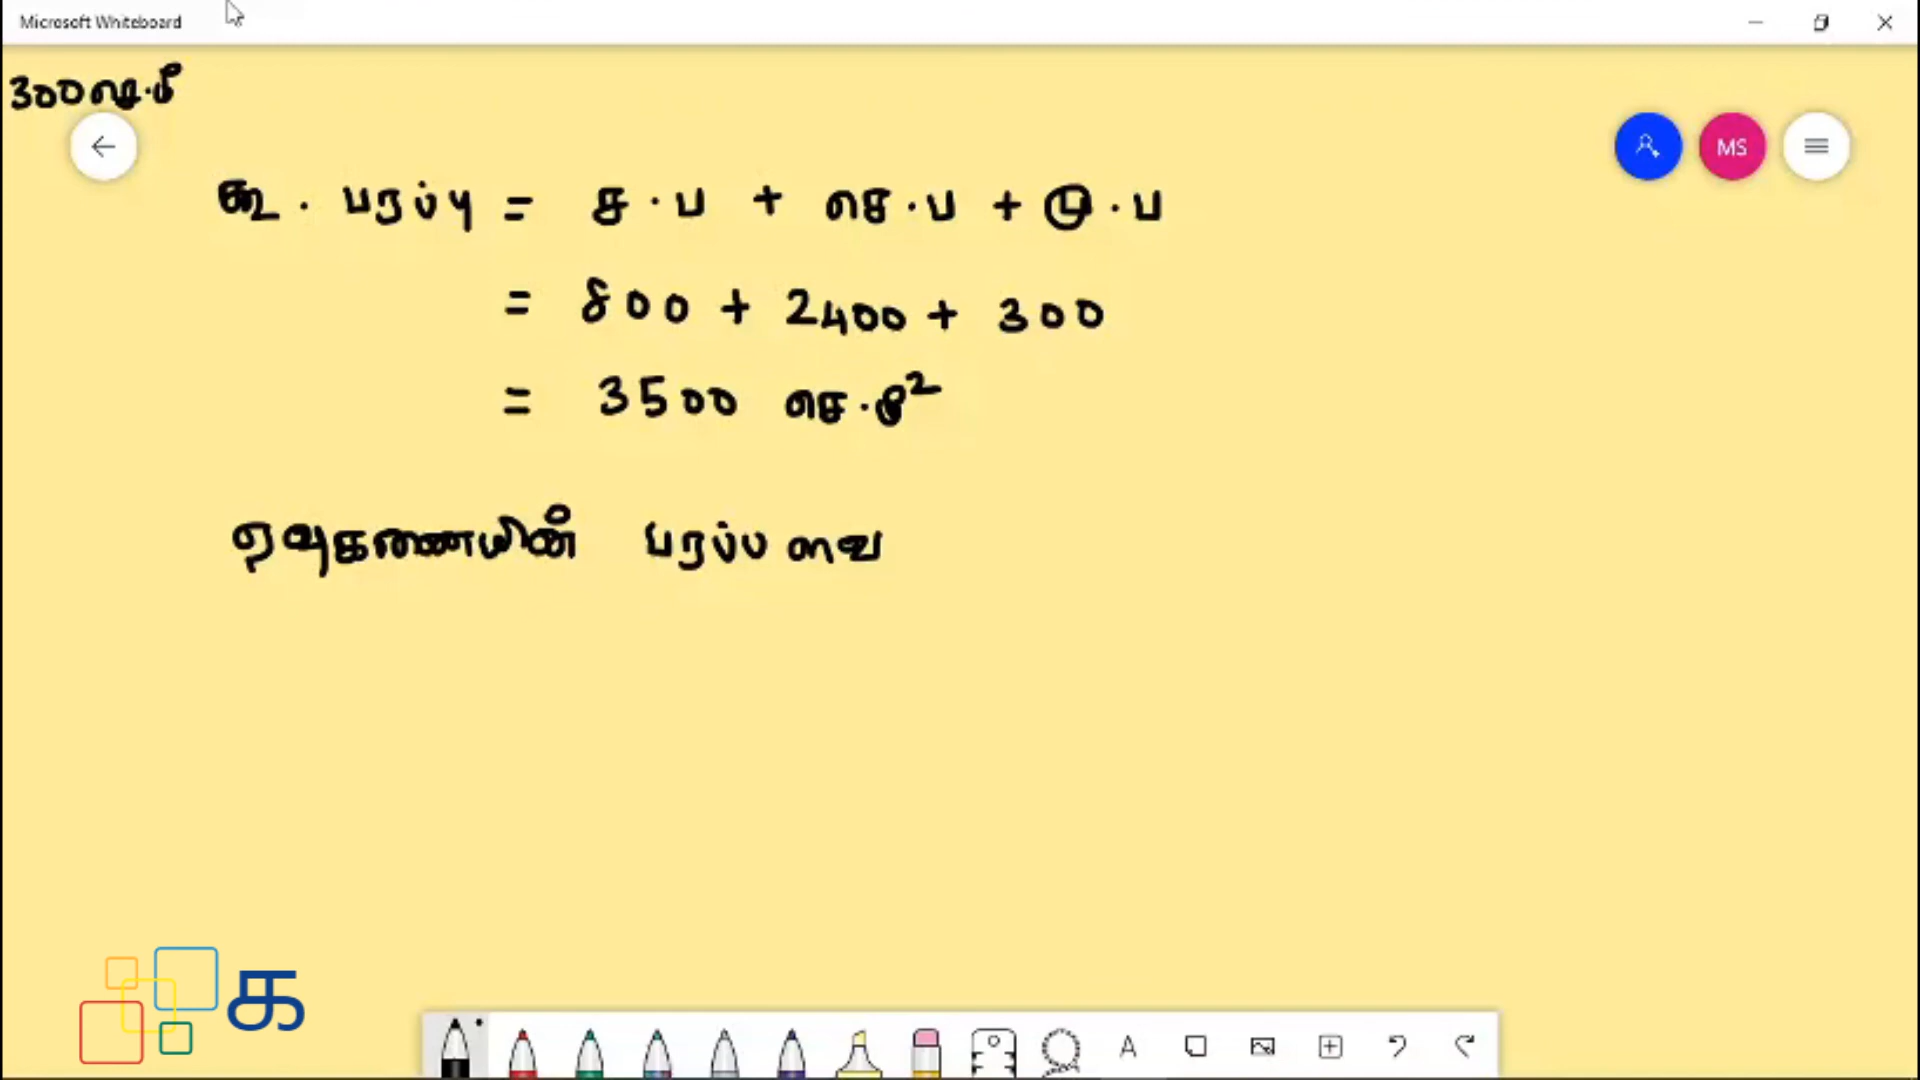 Microsoft Whiteboard
300 செ.மீ
கூ. பரப்பு = ச.ப + செ.ப + மு.ப
= 800 + 2400 + 300
= 3500 செ.மீ²
ஏவுகணையின் பரப்பளவை
MS
க